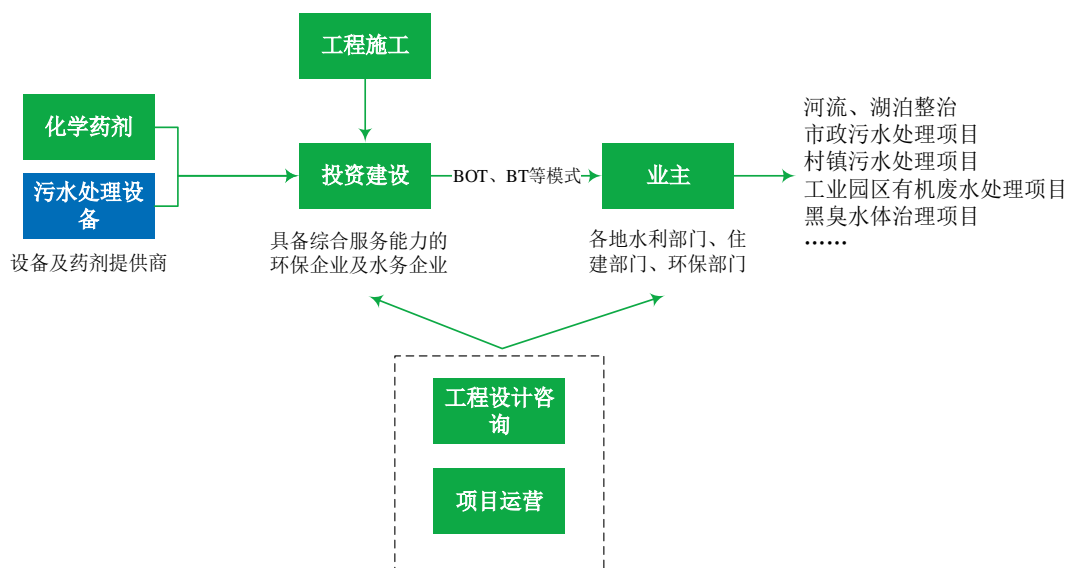 工程施工
化学药剂
污水处理设
备
设备及药剂提供商
投资建设
具备综合服务能力的
环保企业及水务企业
BOT、BT等模式
业主
各地水利部门、住
建部门、环保部门
河流、湖泊整治
市政污水处理项目
村镇污水处理项目
工业园区有机废水处理项目
黑臭水体治理项目
……
工程设计咨
询
项目运营